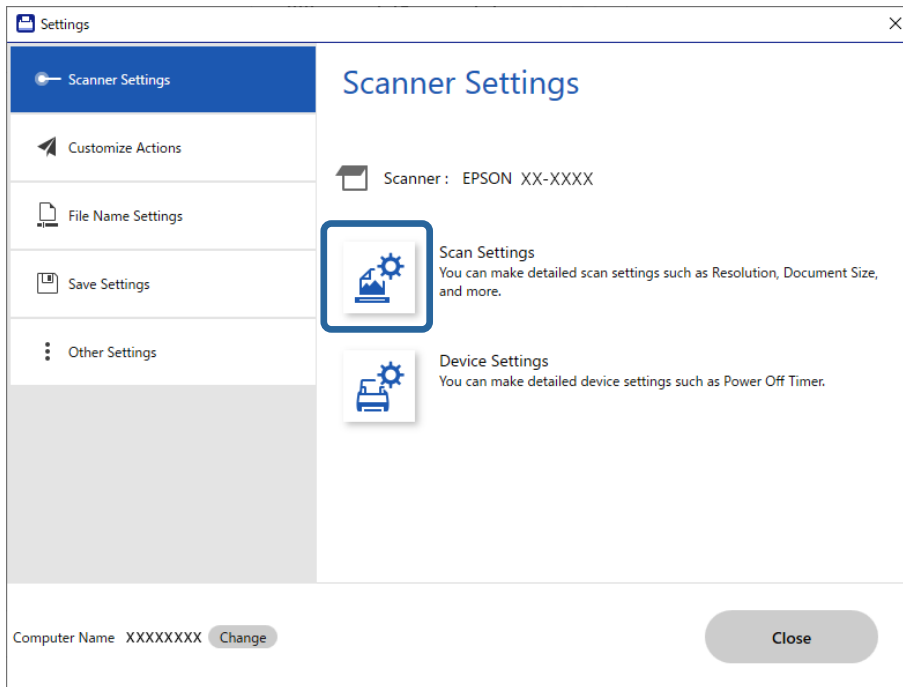 Settings
Scanner Settings
Customize Actions
File Name Settings
Save Settings
Other Settings
Scanner Settings
Scanner : EPSON XX-XXXX
Scan Settings
You can make detailed scan settings such as Resolution, Document Size,
and more.
Device Settings
You can make detailed device settings such as Power Off Timer.
Computer Name XXXXXXXX Change
Close